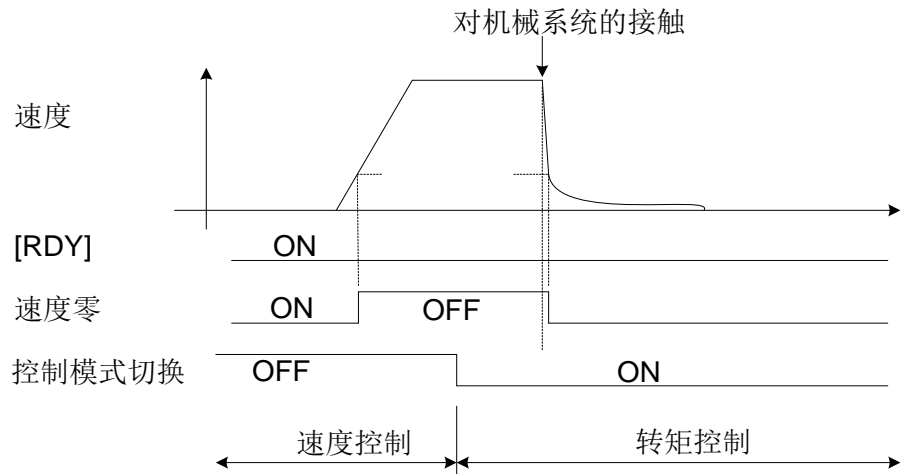 对机械系统的接触
速度
[RDY] ON
速度零 ON OFF
控制模式切换 OFF ON
速度控制 转矩控制